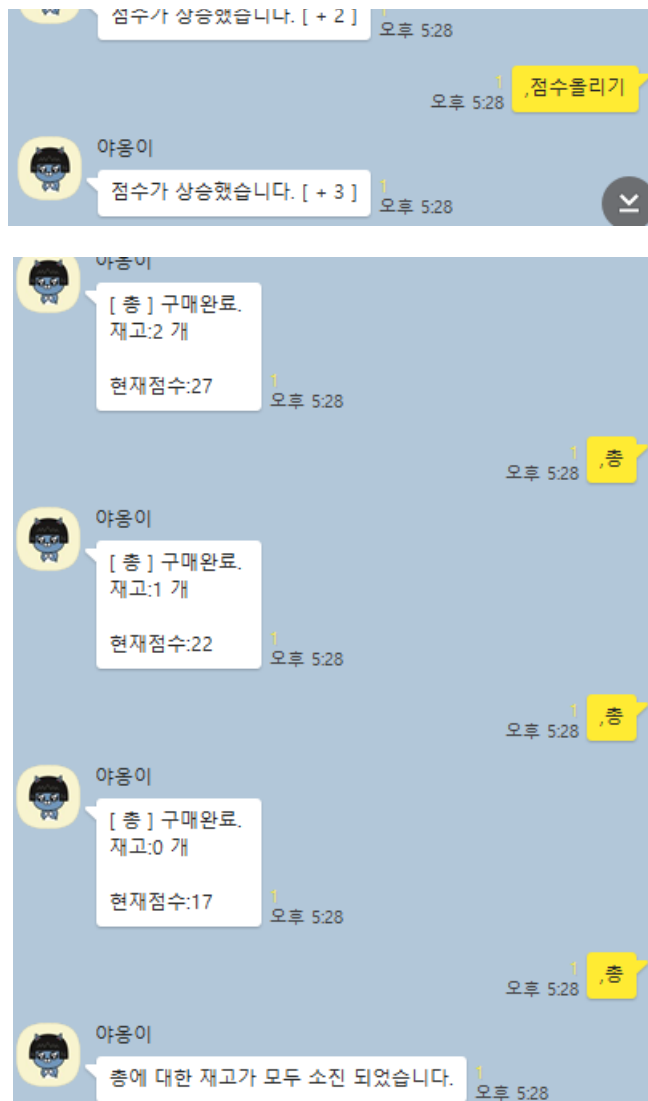 점수가 상승했습니다. [ + 2 ]
1
오후 5:28
1
오후 5:28
,점수올리기
야옹이
점수가 상승했습니다. [ + 3 ]
1
오후 5:28
야옹이
[ 총 ] 구매완료.
재고:2 개
현재점수:27
1
오후 5:28
1
오후 5:28
,총
야옹이
[ 총 ] 구매완료.
재고:1 개
현재점수:22
1
오후 5:28
1
오후 5:28
,총
야옹이
[ 총 ] 구매완료.
재고:0 개
현재점수:17
1
오후 5:28
1
오후 5:28
,총
야옹이
총에 대한 재고가 모두 소진 되었습니다.
1
오후 5:28